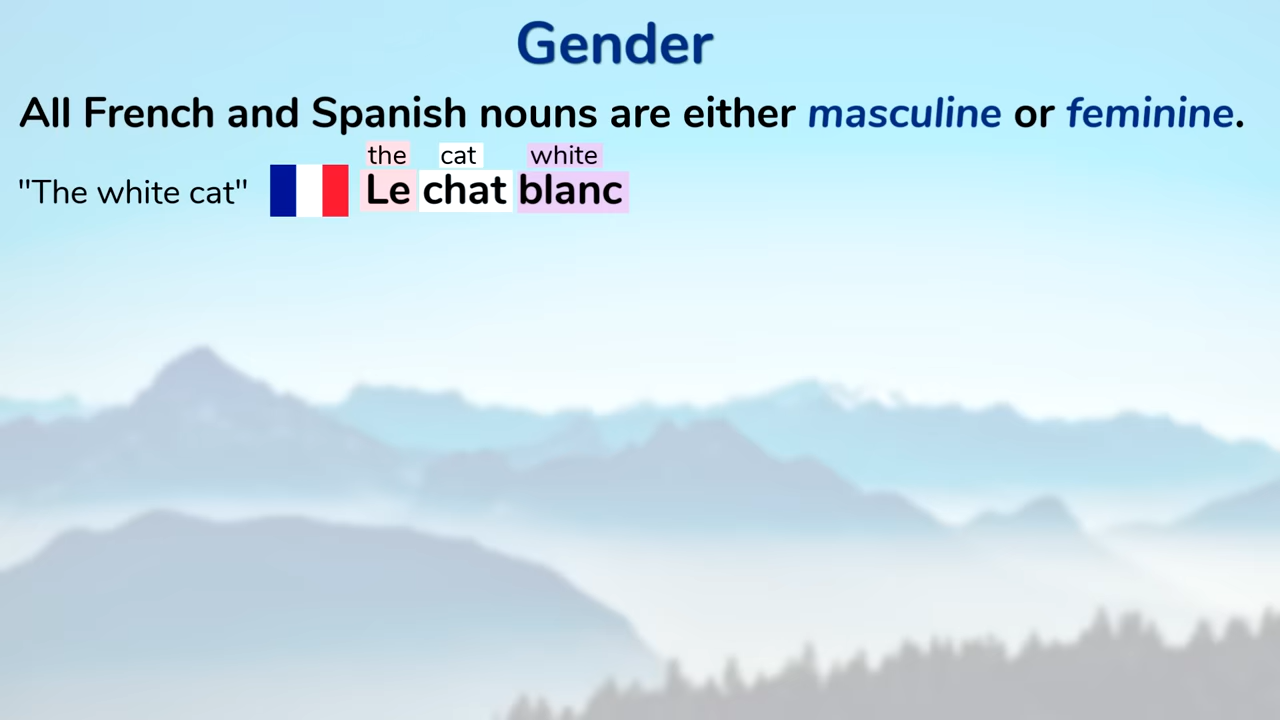 Gender
All French and Spanish nouns are either masculine or feminine.
the cat white
"The white cat" Le chat blanc